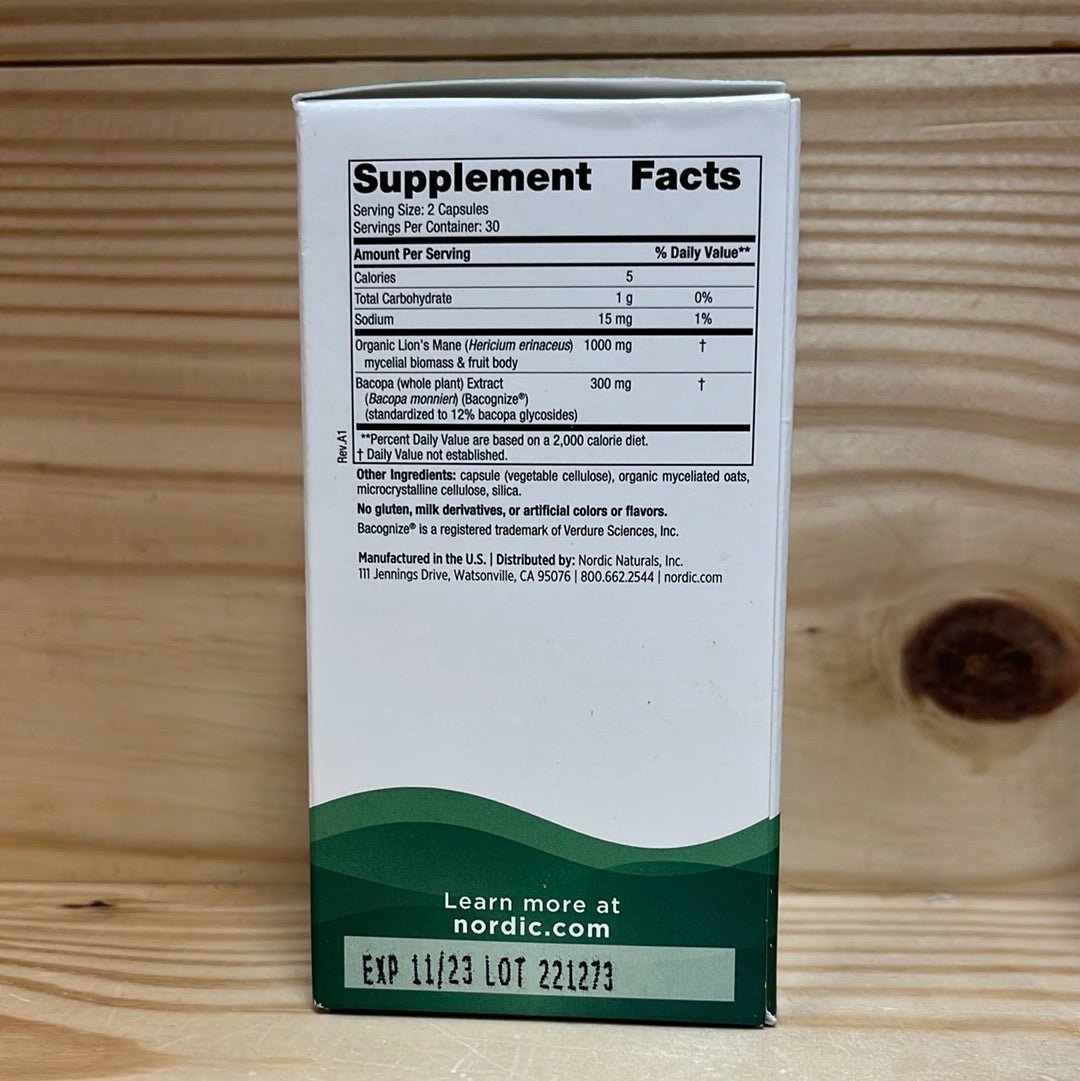 Supplement Facts
Serving Size: 2 Capsules
Servings Per Container: 30
Amount Per Serving % Daily Value**
Calories 5
Total Carbohydrate 1 g 0%
Sodium 15 mg 1%
Organic Lion's Mane (Hericium erinaceus) 1000 mg †
mycelial biomass & fruit body
Bacopa (whole plant) Extract 300 mg †
(Bacopa monnieri) (Bacognize®)
(standardized to 12% bacopa glycosides)
**Percent Daily Value are based on a 2,000 calorie diet.
† Daily Value not established.
Rev.A1
Other Ingredients: capsule (vegetable cellulose), organic myceliated oats,
microcrystalline cellulose, silica.
No gluten, milk derivatives, or artificial colors or flavors.
Bacognize® is a registered trademark of Verdure Sciences, Inc.
Manufactured in the U.S. | Distributed by: Nordic Naturals, Inc.
111 Jennings Drive, Watsonville, CA 95076 | 800.662.2544 | nordic.com
Learn more at
nordic.com
EXP 11/23 LOT 221273